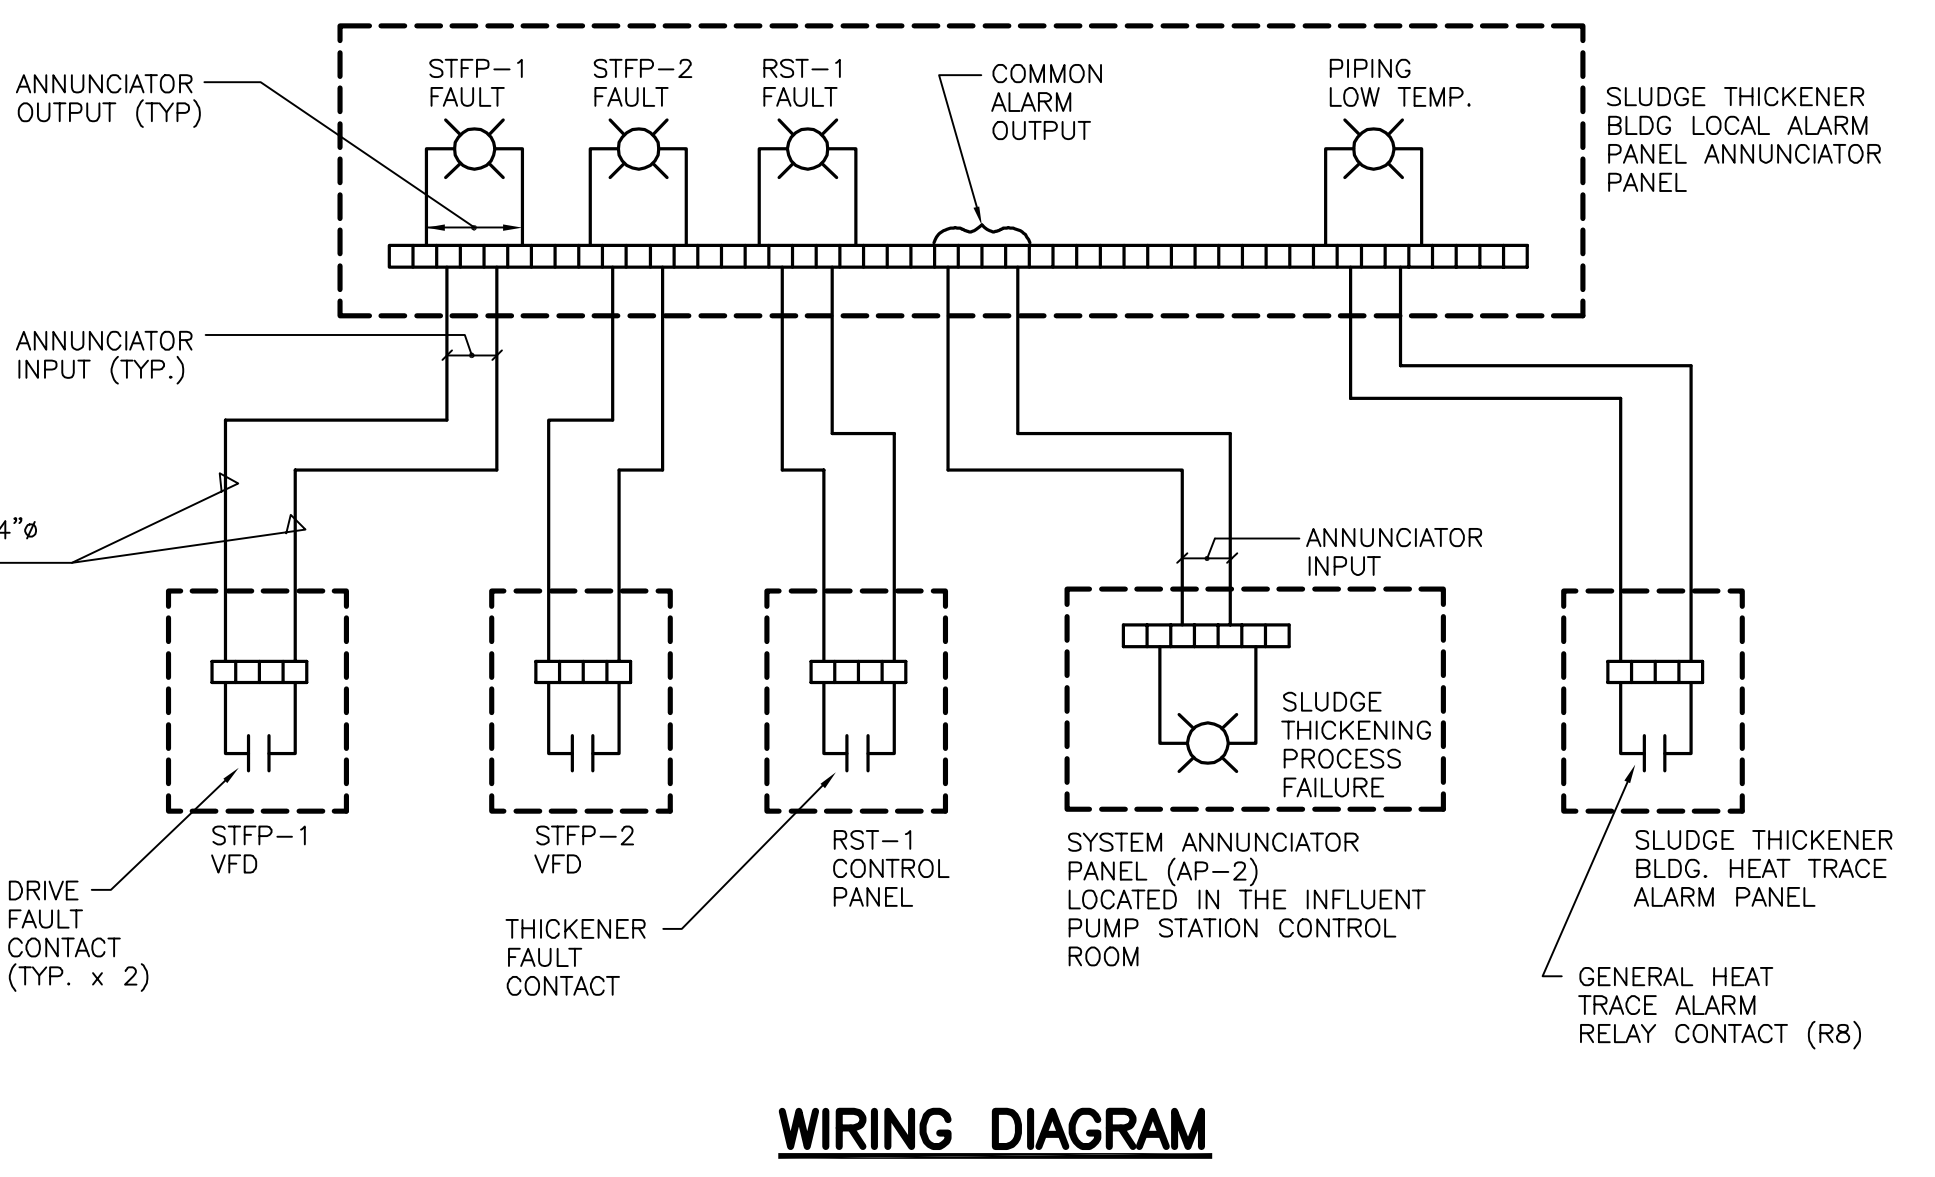 ANNUNCIATOR
OUTPUT (TYP)
STFP-1
FAULT
STFP-2
FAULT
RST-1
FAULT
COMMON
ALARM
OUTPUT
PIPING
LOW TEMP.
SLUDGE THICKENER
BLDG LOCAL ALARM
PANEL ANNUNCIATOR
PANEL
ANNUNCIATOR
INPUT (TYP.)
4"ø
ANNUNCIATOR
INPUT
SLUDGE
THICKENING
PROCESS
FAILURE
STFP-1
VFD
STFP-2
VFD
RST-1
CONTROL
PANEL
SYSTEM ANNUNCIATOR
PANEL (AP-2)
LOCATED IN THE INFLUENT
PUMP STATION CONTROL
ROOM
SLUDGE THICKENER
BLDG. HEAT TRACE
ALARM PANEL
DRIVE
FAULT
CONTACT
(TYP. x 2)
THICKENER
FAULT
CONTACT
GENERAL HEAT
TRACE ALARM
RELAY CONTACT (R8)
WIRING DIAGRAM